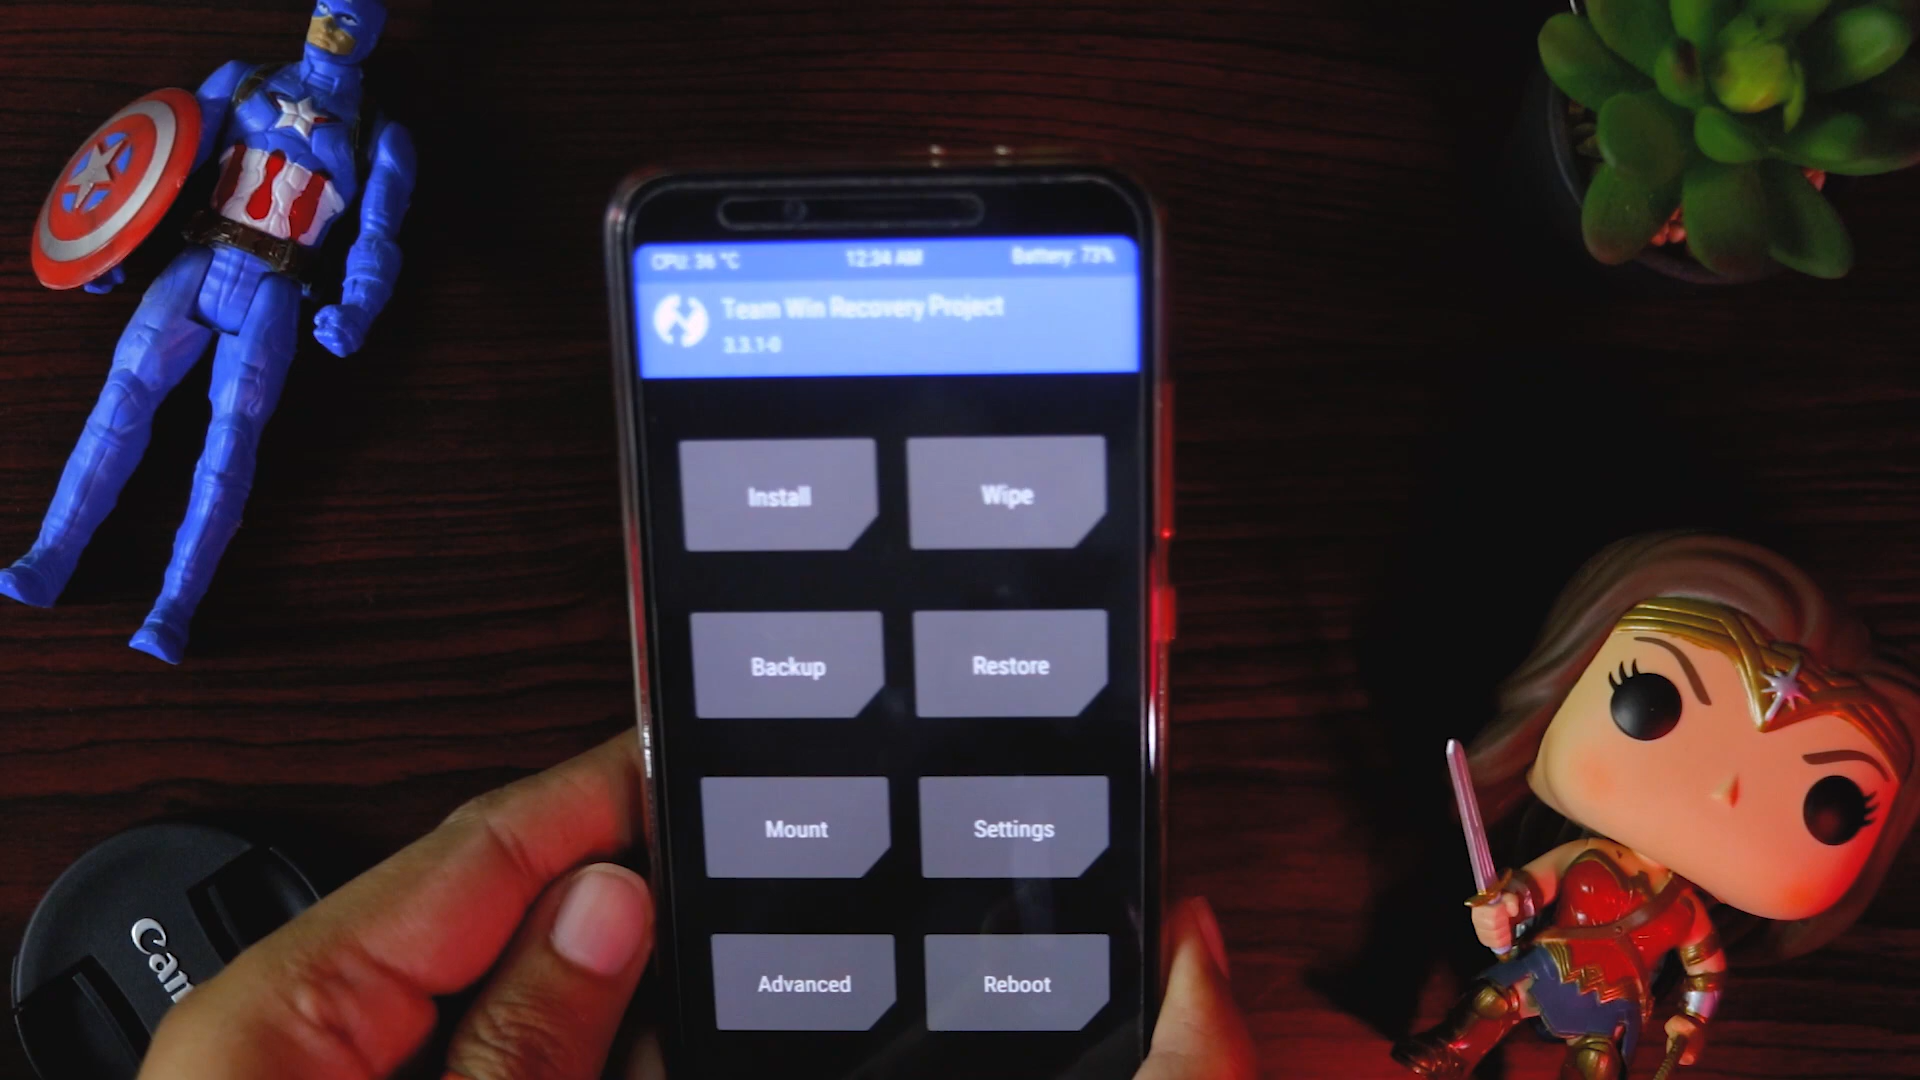 CPU: 36 °C 12:34 AM Battery: 73%
Team Win Recovery Project
3.3.1-0
Install Wipe
Backup Restore
Mount Settings
Advanced Reboot
Can